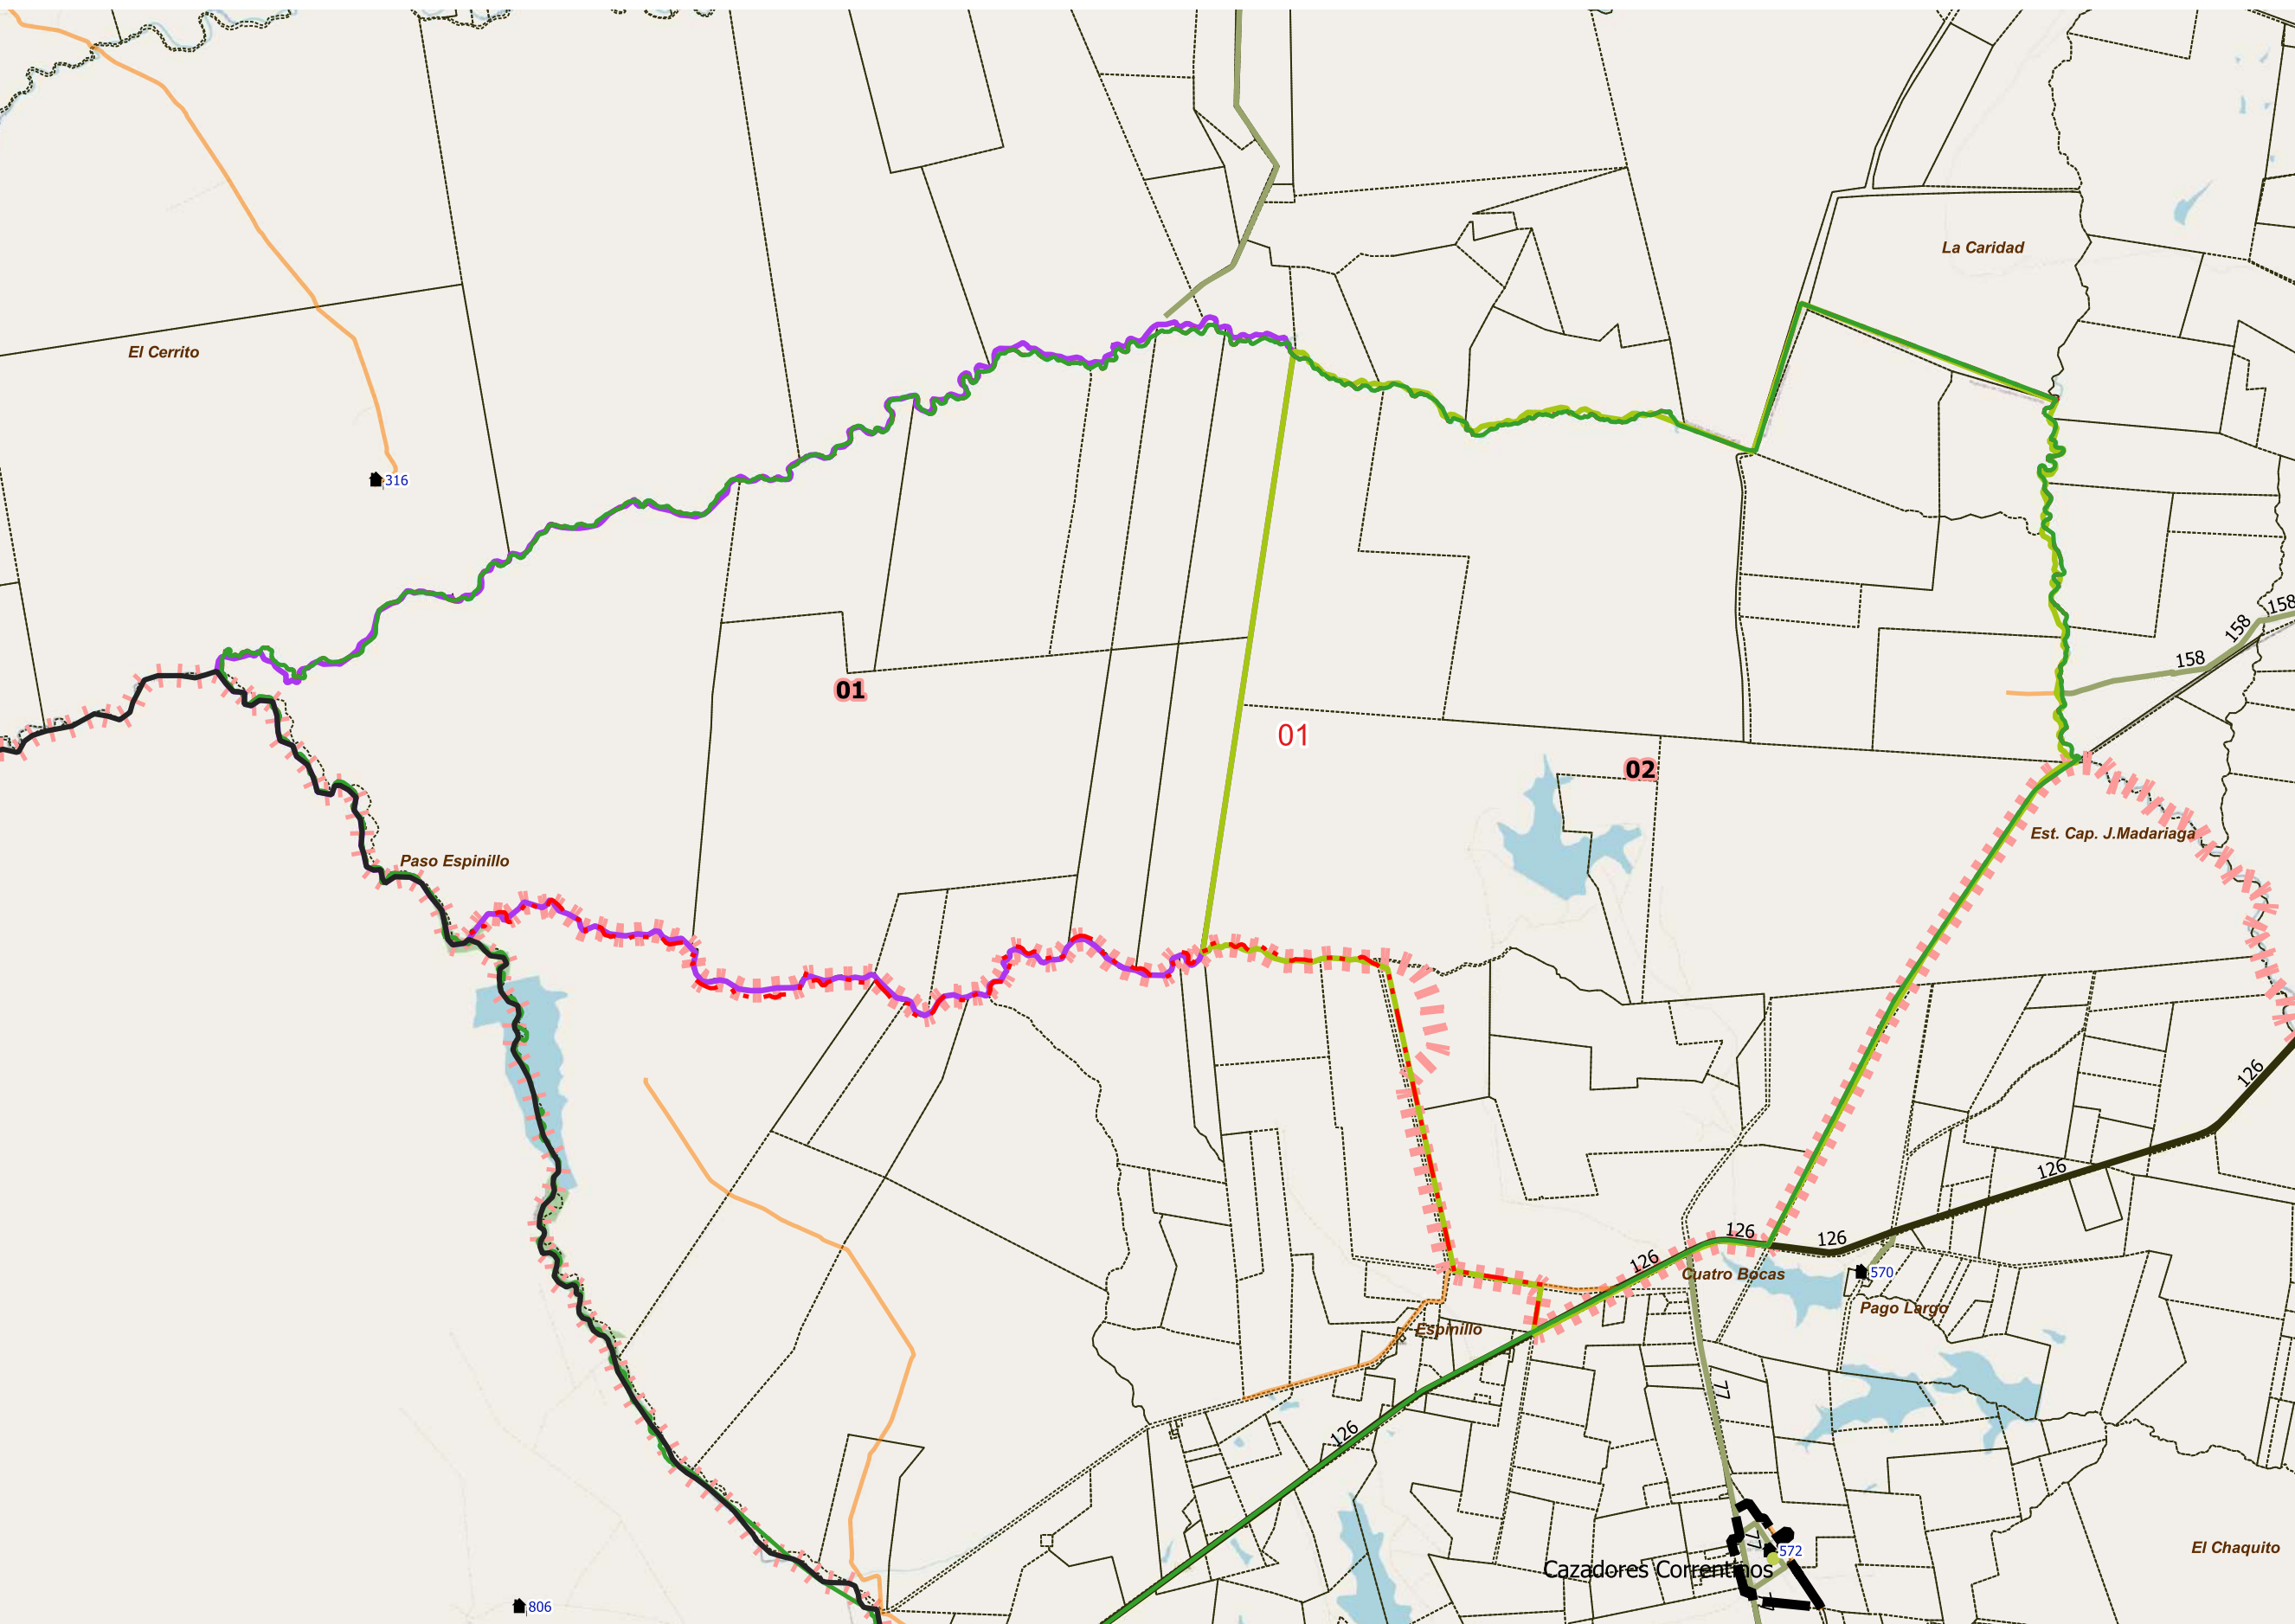 La Caridad
El Cerrito
316
158
158
158
01
01
02
Est. Cap. J.Madariaga
Paso Espinillo
126
126
126
126
126
Cuatro Bocas
570
Pago Largo
Espinillo
77
126
77
572
Cazadores Correntinos
El Chaquito
806